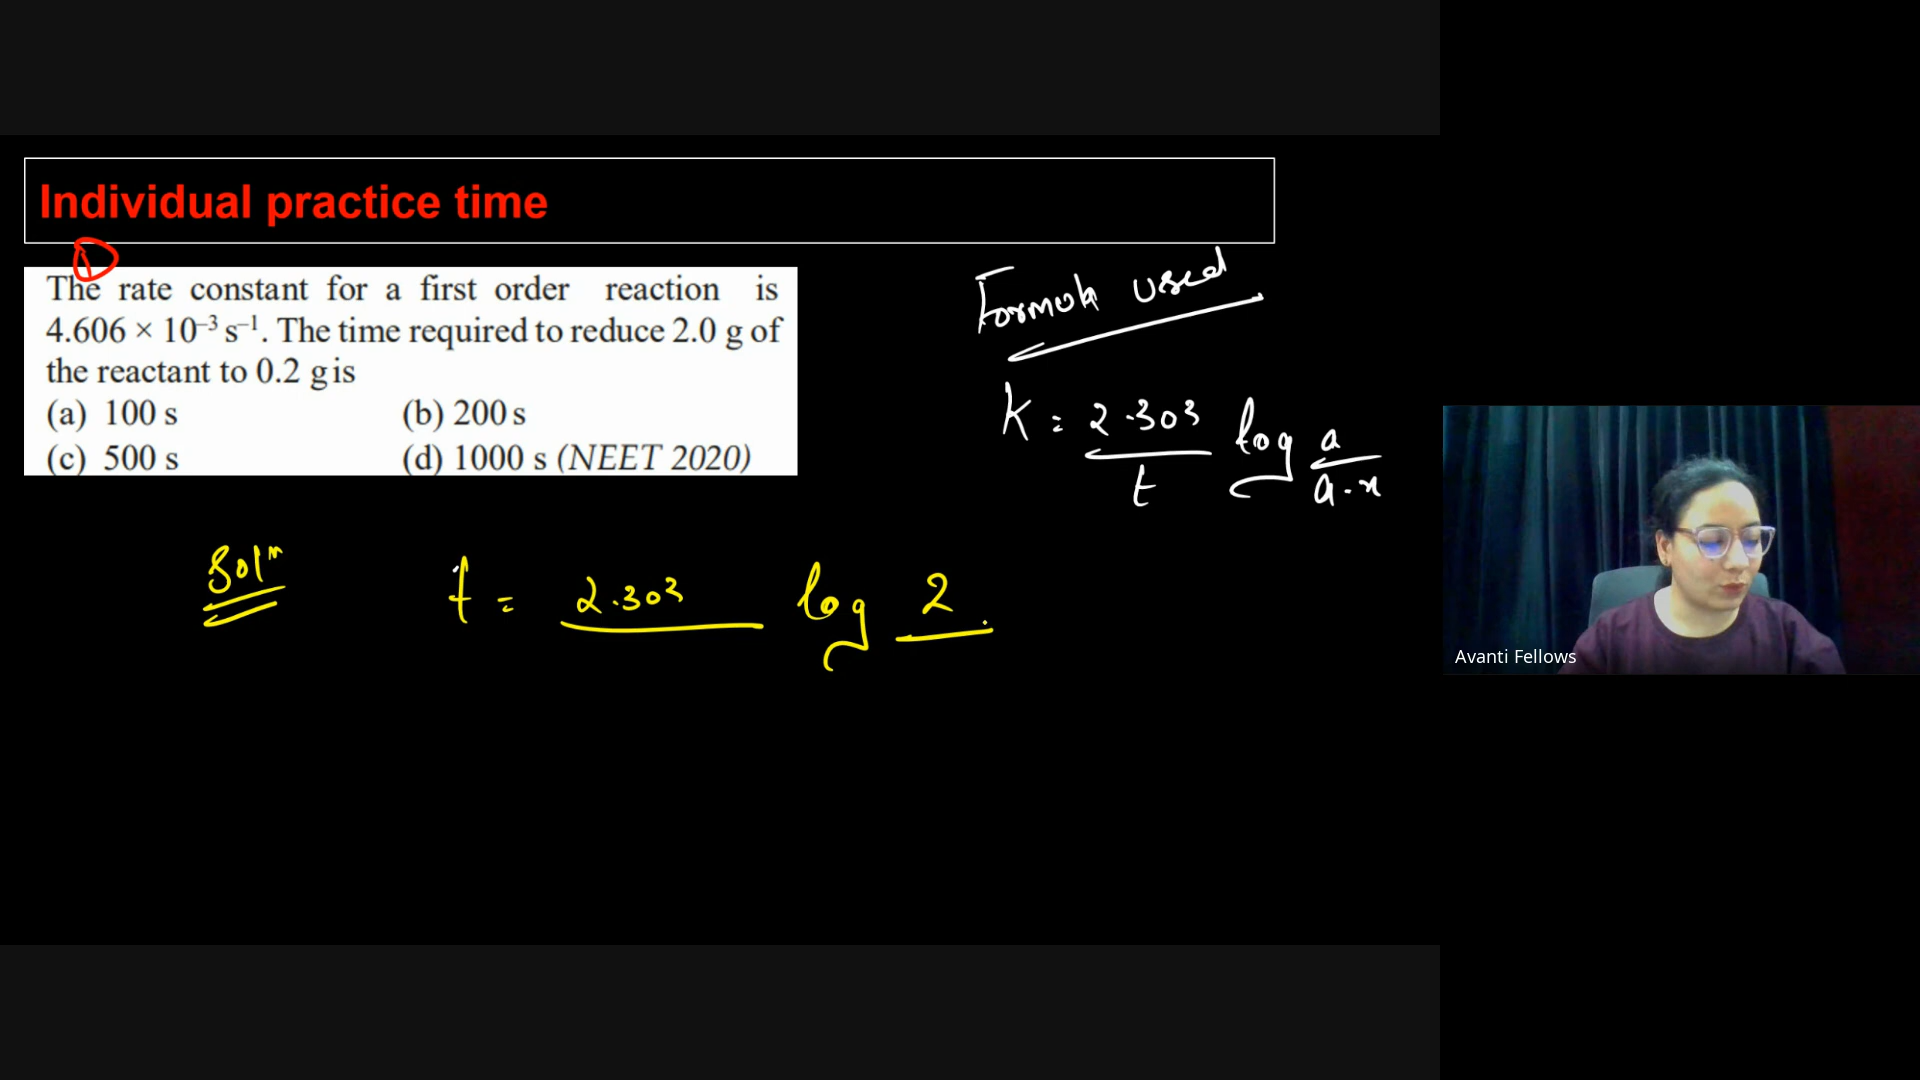 Individual practice time
1
The rate constant for a first order reaction is
4.606 × 10⁻³ s⁻¹. The time required to reduce 2.0 g of
the reactant to 0.2 g is
(a) 100 s (b) 200 s
(c) 500 s (d) 1000 s (NEET 2020)
used
K = 2.303/t log a/a-x
Solⁿ t = 2.303 log 2
Avanti Fellows